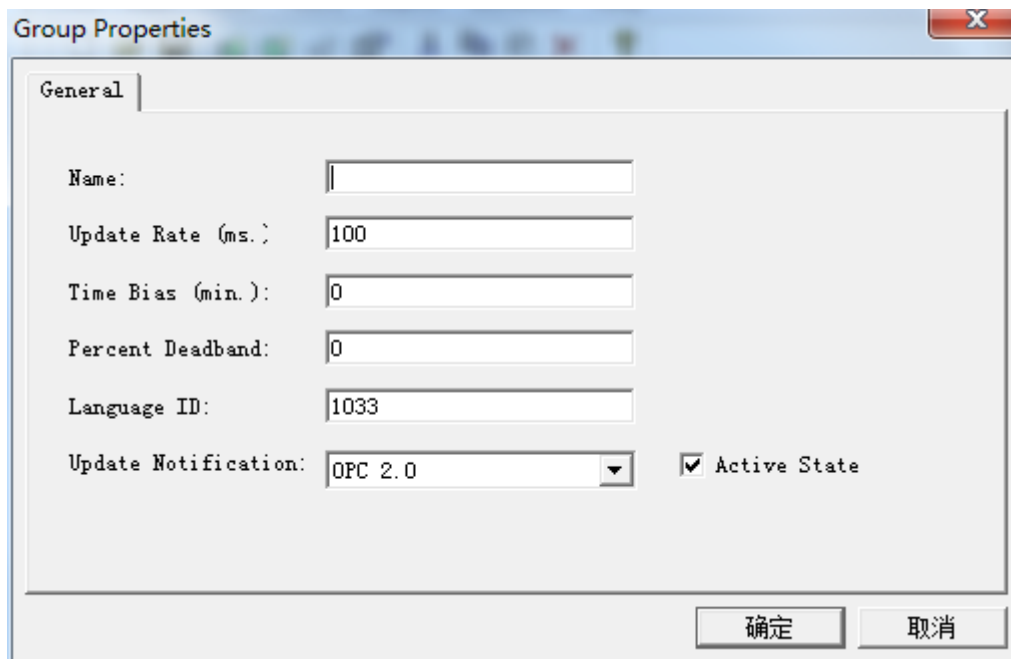 Group Properties
General
Name:
Update Rate (ms.)
100
Time Bias (min.):
0
Percent Deadband:
0
Language ID:
1033
Update Notification:
OPC 2.0
Active State
确定
取消